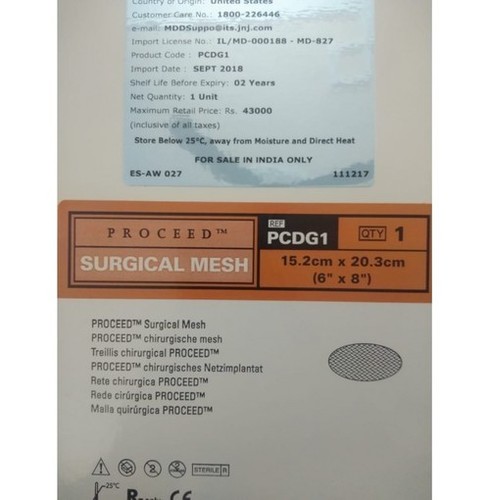 Country of Origin: United States
Customer Care No.: 1800-226446
e-mail: MDDSuppo@its.jnj.com
Import License No.: IL/MD-000188 - MD-827
Product Code : PCDG1
Import Date : SEPT 2018
Shelf Life Before Expiry: 02 Years
Net Quantity: 1 Unit
Maximum Retail Price: Rs. 43000
(inclusive of all taxes)
Store Below 25°C, away from Moisture and Direct Heat
FOR SALE IN INDIA ONLY
ES-AW 027 111217
PROCEED™
SURGICAL MESH
REF
PCDG1
QTY 1
15.2cm x 20.3cm
(6" x 8")
PROCEED™ Surgical Mesh
PROCEED™ chirurgische mesh
Treillis chirurgical PROCEED™
PROCEED™ chirurgisches Netzimplantat
Rete chirurgica PROCEED™
Rede cirúrgica PROCEED™
Malla quirúrgica PROCEED™
STERILE R
25°C
CE